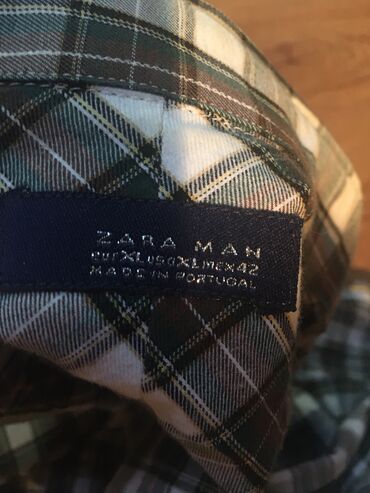 ZARA MAN
EUR XL USA XL MEX 42
MADE IN PORTUGAL